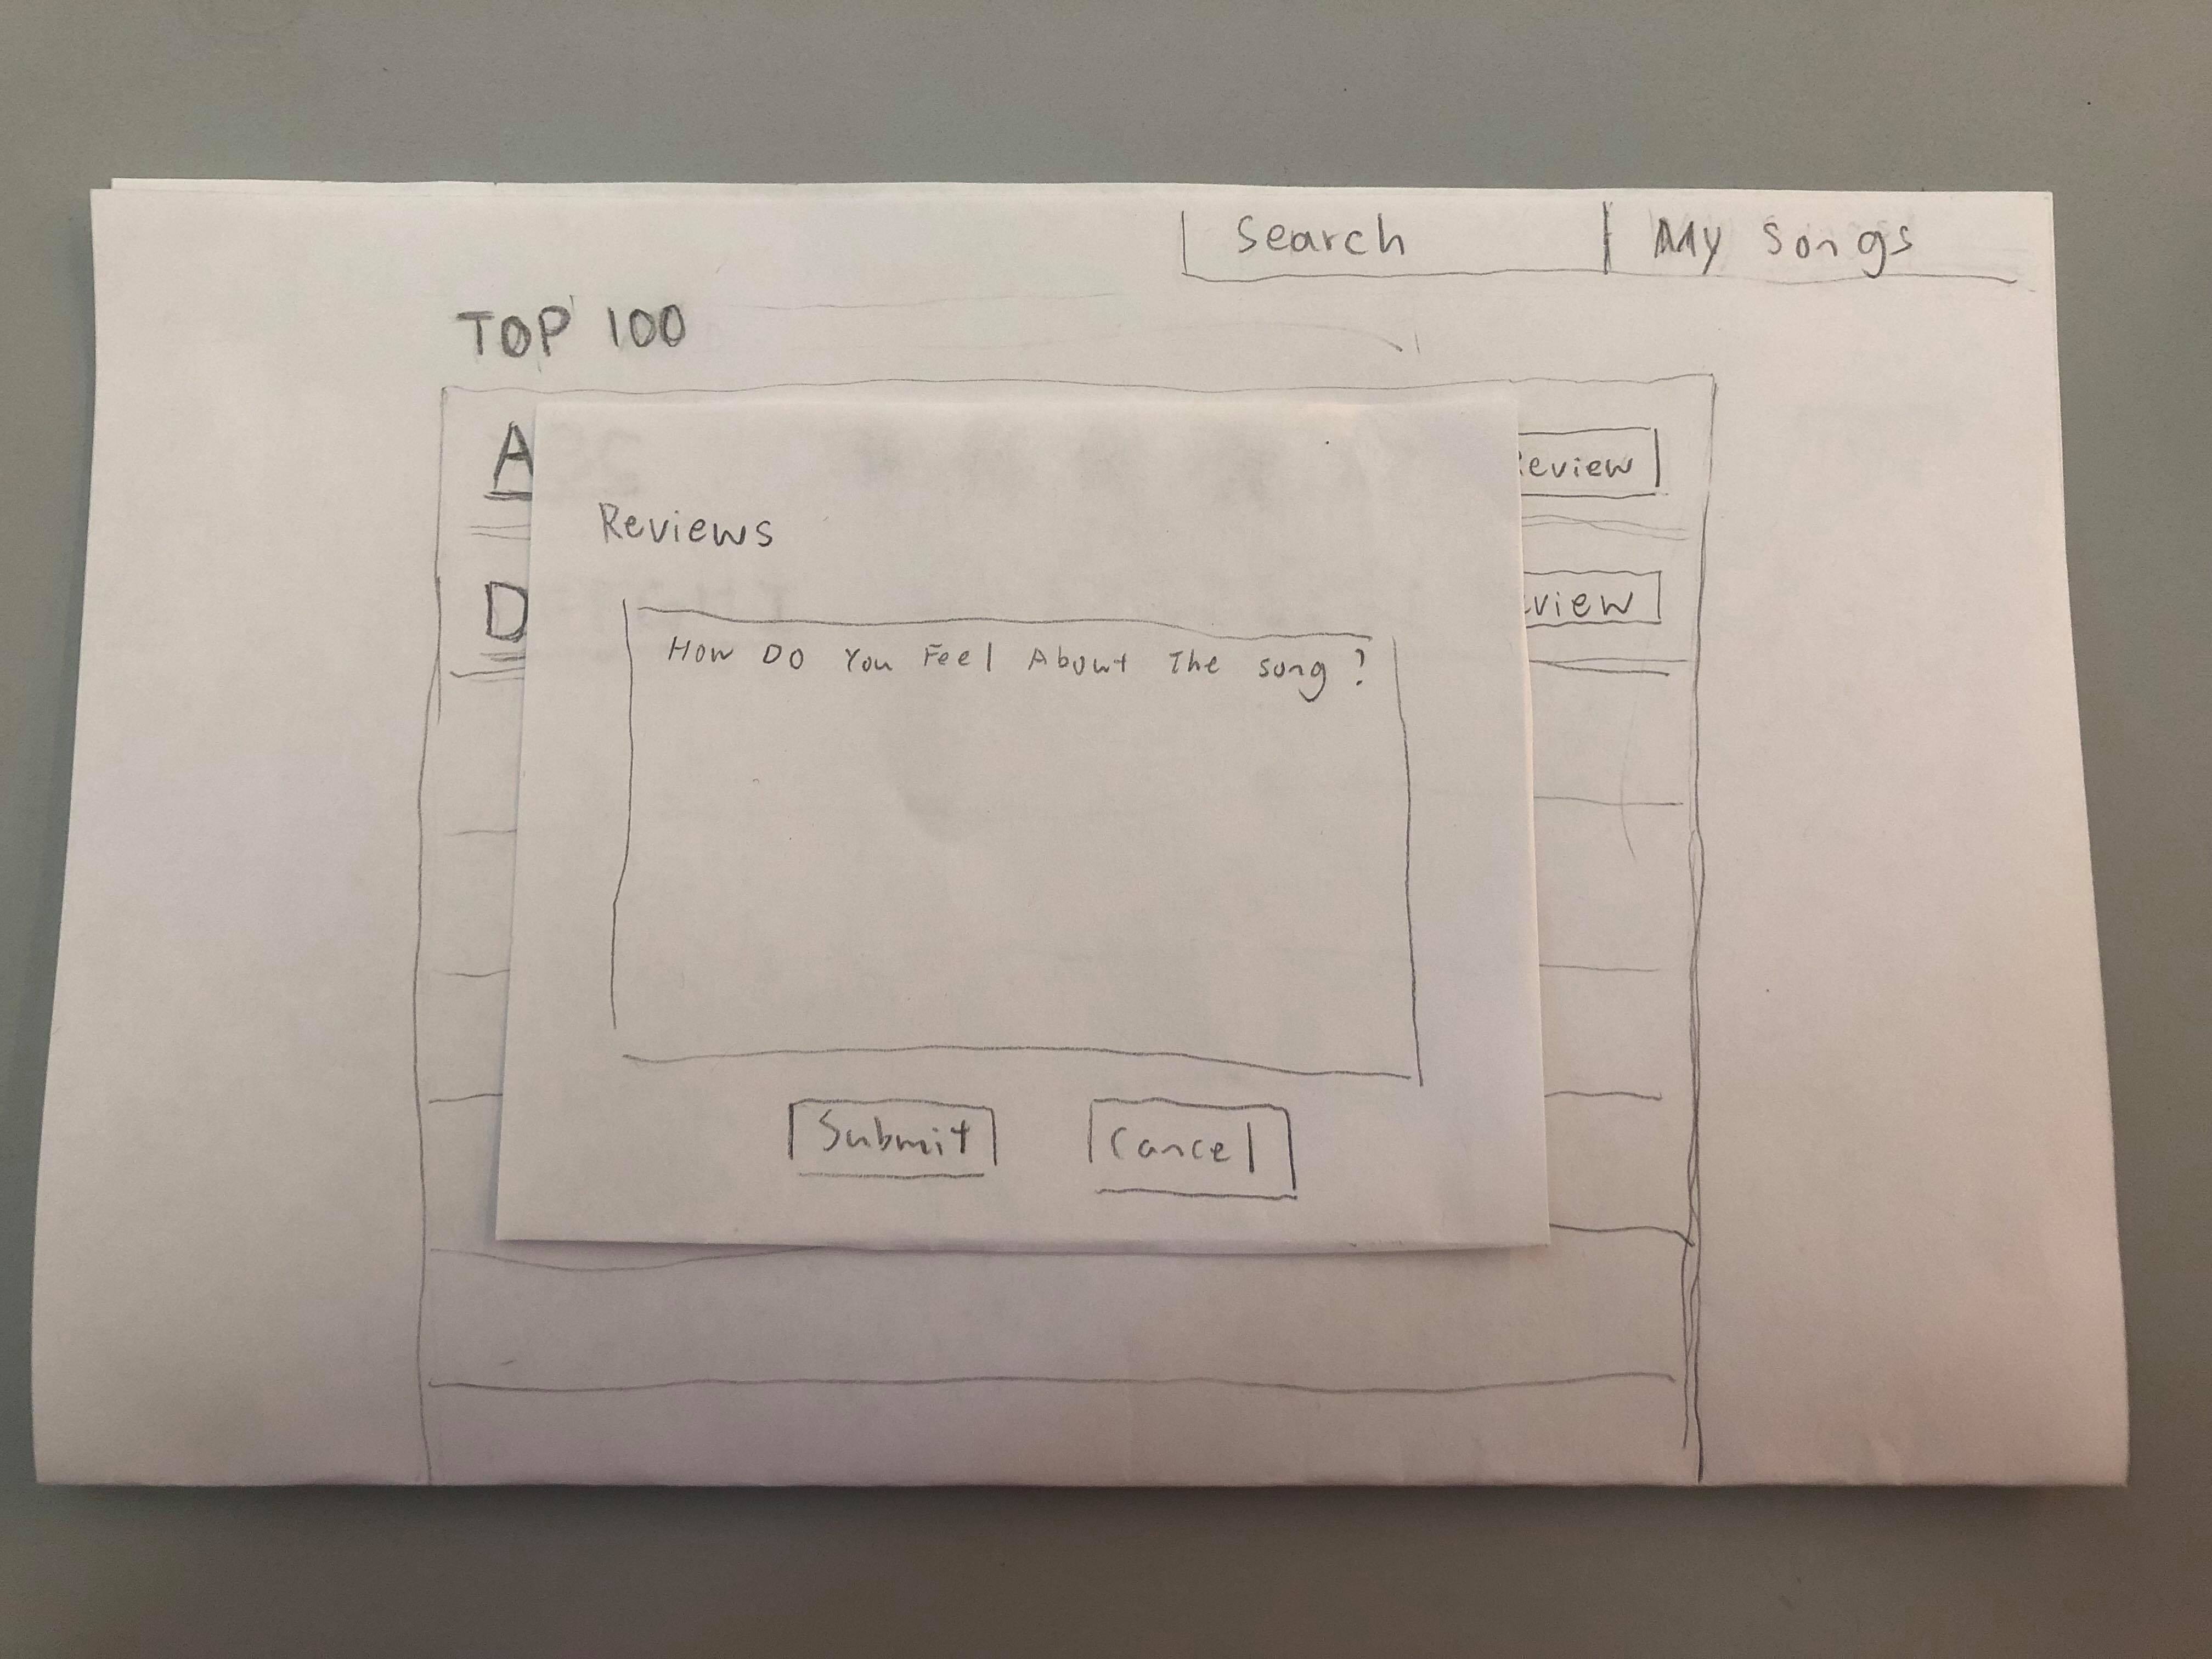 Search My Songs
TOP 100
A
eview
Reviews
D
view
How Do You Feel About The song ?
Submit Cancel